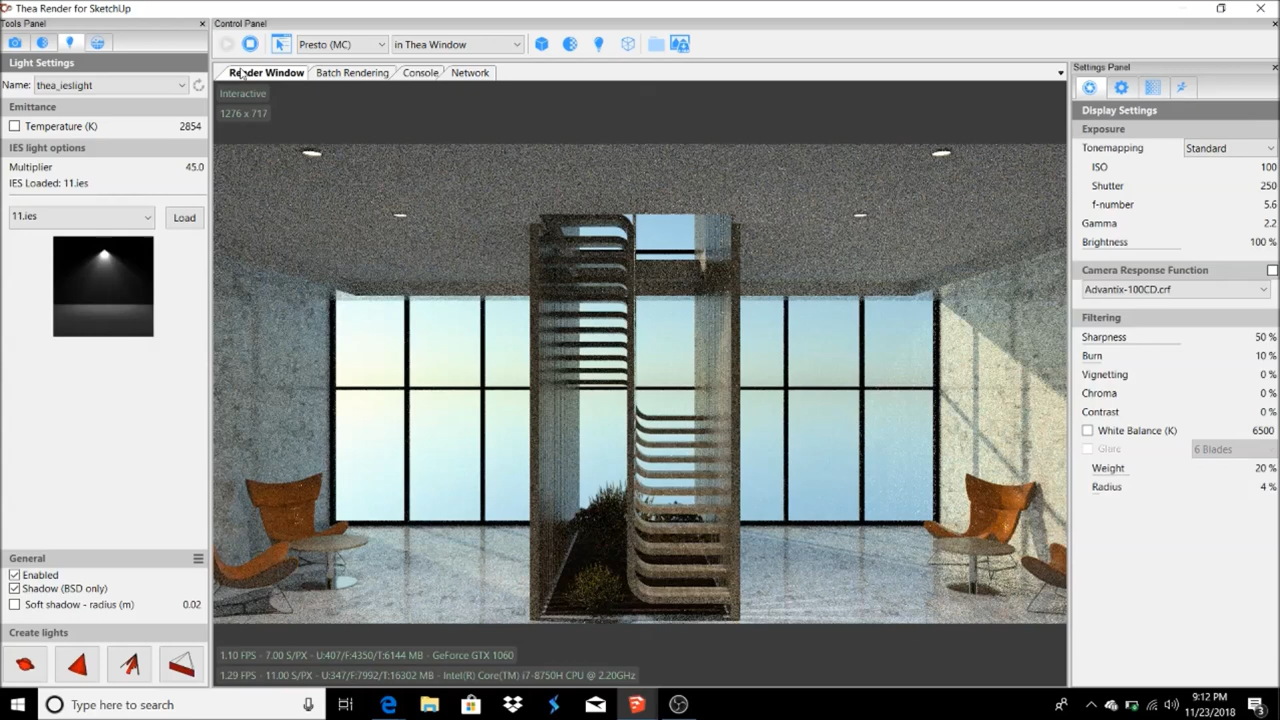 Thea Render for SketchUp
Tools Panel
Control Panel
Presto (MC)
in Thea Window
Light Settings
Render Window
Batch Rendering
Console
Network
Settings Panel
Name:
thea_ieslight
Interactive
1276 x 717
Emittance
Temperature (K)
2854
IES light options
Multiplier
45.0
IES Loaded: 11.ies
11.ies
Load
Display Settings
Exposure
Tonemapping
Standard
ISO
100
Shutter
250
f-number
5.6
Gamma
2.2
Brightness
100 %
Camera Response Function
Advantix-100CD.crf
Filtering
Sharpness
50 %
Burn
10 %
Vignetting
0 %
Chroma
0 %
Contrast
0 %
White Balance (K)
6500
Glare
6 Blades
Weight
20 %
Radius
4 %
General
Enabled
Shadow (BSD only)
Soft shadow - radius (m)
0.02
Create lights
1.10 FPS - 7.00 S/PX - U:407/F:4350/T:6144 MB - GeForce GTX 1060
1.29 FPS - 11.00 S/PX - U:347/F:7992/T:16302 MB - Intel(R) Core(TM) i7-8750H CPU @ 2.20GHz
Type here to search
9:12 PM
11/23/2018
3